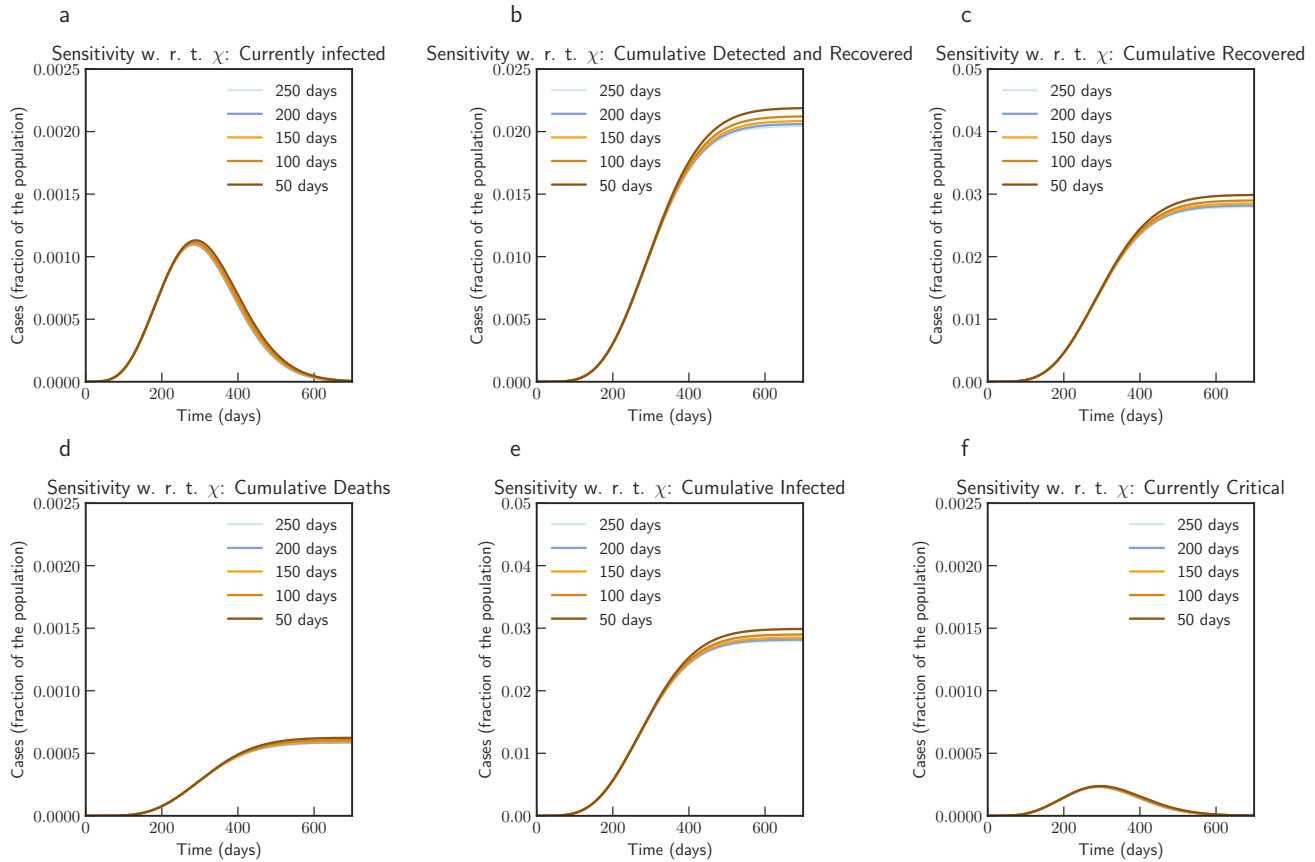 a
Sensitivity w. r. t. χ: Currently infected
Cases (fraction of the population)
0.0025
0.0020
0.0015
0.0010
0.0005
0.0000
250 days
200 days
150 days
100 days
50 days
0
200
400
600
Time (days)
b
Sensitivity w. r. t. χ: Cumulative Detected and Recovered
Cases (fraction of the population)
0.025
0.020
0.015
0.010
0.005
0.000
250 days
200 days
150 days
100 days
50 days
0
200
400
600
Time (days)
c
Sensitivity w. r. t. χ: Cumulative Recovered
Cases (fraction of the population)
0.05
0.04
0.03
0.02
0.01
0.00
250 days
200 days
150 days
100 days
50 days
0
200
400
600
Time (days)
d
Sensitivity w. r. t. χ: Cumulative Deaths
Cases (fraction of the population)
0.0025
0.0020
0.0015
0.0010
0.0005
0.0000
250 days
200 days
150 days
100 days
50 days
0
200
400
600
Time (days)
e
Sensitivity w. r. t. χ: Cumulative Infected
Cases (fraction of the population)
0.05
0.04
0.03
0.02
0.01
0.00
250 days
200 days
150 days
100 days
50 days
0
200
400
600
Time (days)
f
Sensitivity w. r. t. χ: Currently Critical
Cases (fraction of the population)
0.0025
0.0020
0.0015
0.0010
0.0005
0.0000
250 days
200 days
150 days
100 days
50 days
0
200
400
600
Time (days)